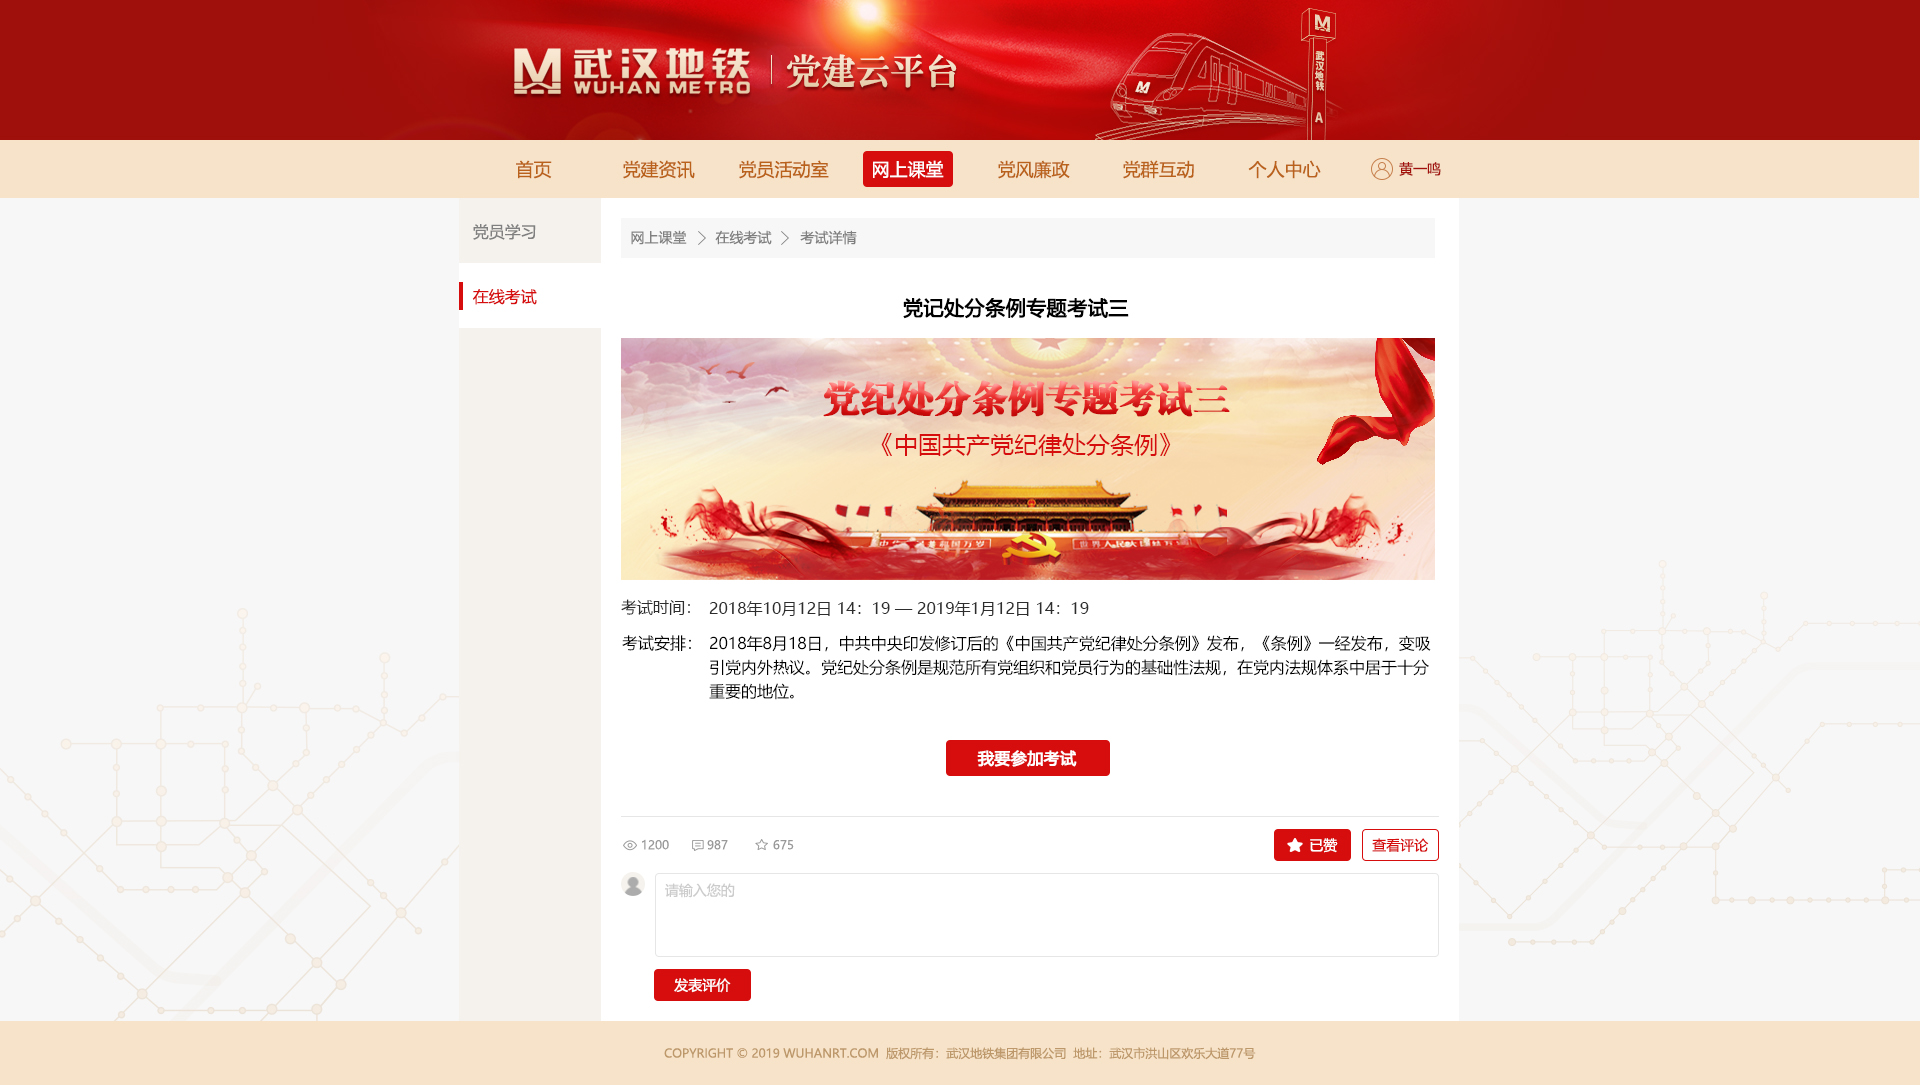 武汉地铁
WUHAN METRO
党建云平台
M
武汉地铁
A
首页 党建资讯 党员活动室 网上课堂 党风廉政 党群互动 个人中心 黄一鸣
党员学习
在线考试
网上课堂 > 在线考试 > 考试详情
党记处分条例专题考试三
党纪处分条例专题考试三
《中国共产党纪律处分条例》
考试时间： 2018年10月12日 14：19 — 2019年1月12日 14：19
考试安排： 2018年8月18日，中共中央印发修订后的《中国共产党纪律处分条例》发布，《条例》一经发布，变吸
引党内外热议。党纪处分条例是规范所有党组织和党员行为的基础性法规，在党内法规体系中居于十分
重要的地位。
我要参加考试
1200 987 675
已赞 查看评论
请输入您的
发表评价
COPYRIGHT © 2019 WUHANRT.COM 版权所有：武汉地铁集团有限公司 地址：武汉市洪山区欢乐大道77号